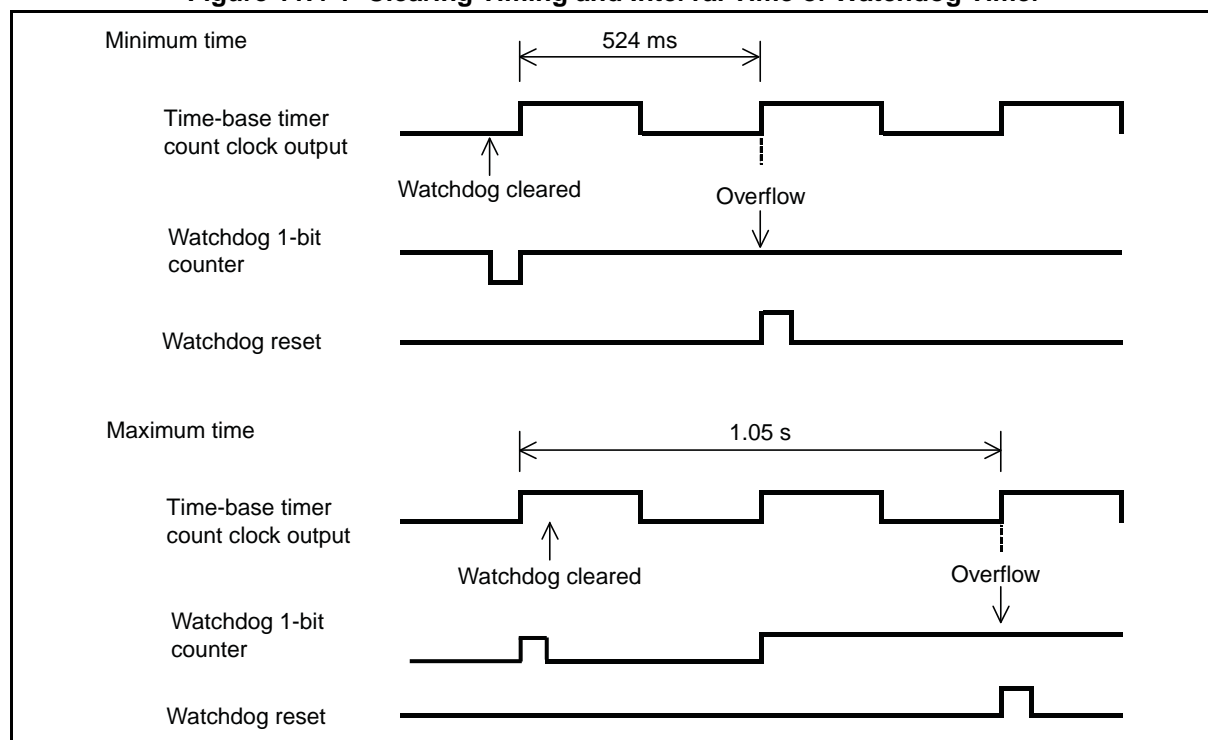 Minimum time
524 ms
Time-base timer
count clock output
Watchdog cleared
Overflow
Watchdog 1-bit
counter
Watchdog reset
Maximum time
1.05 s
Time-base timer
count clock output
Watchdog cleared
Overflow
Watchdog 1-bit
counter
Watchdog reset